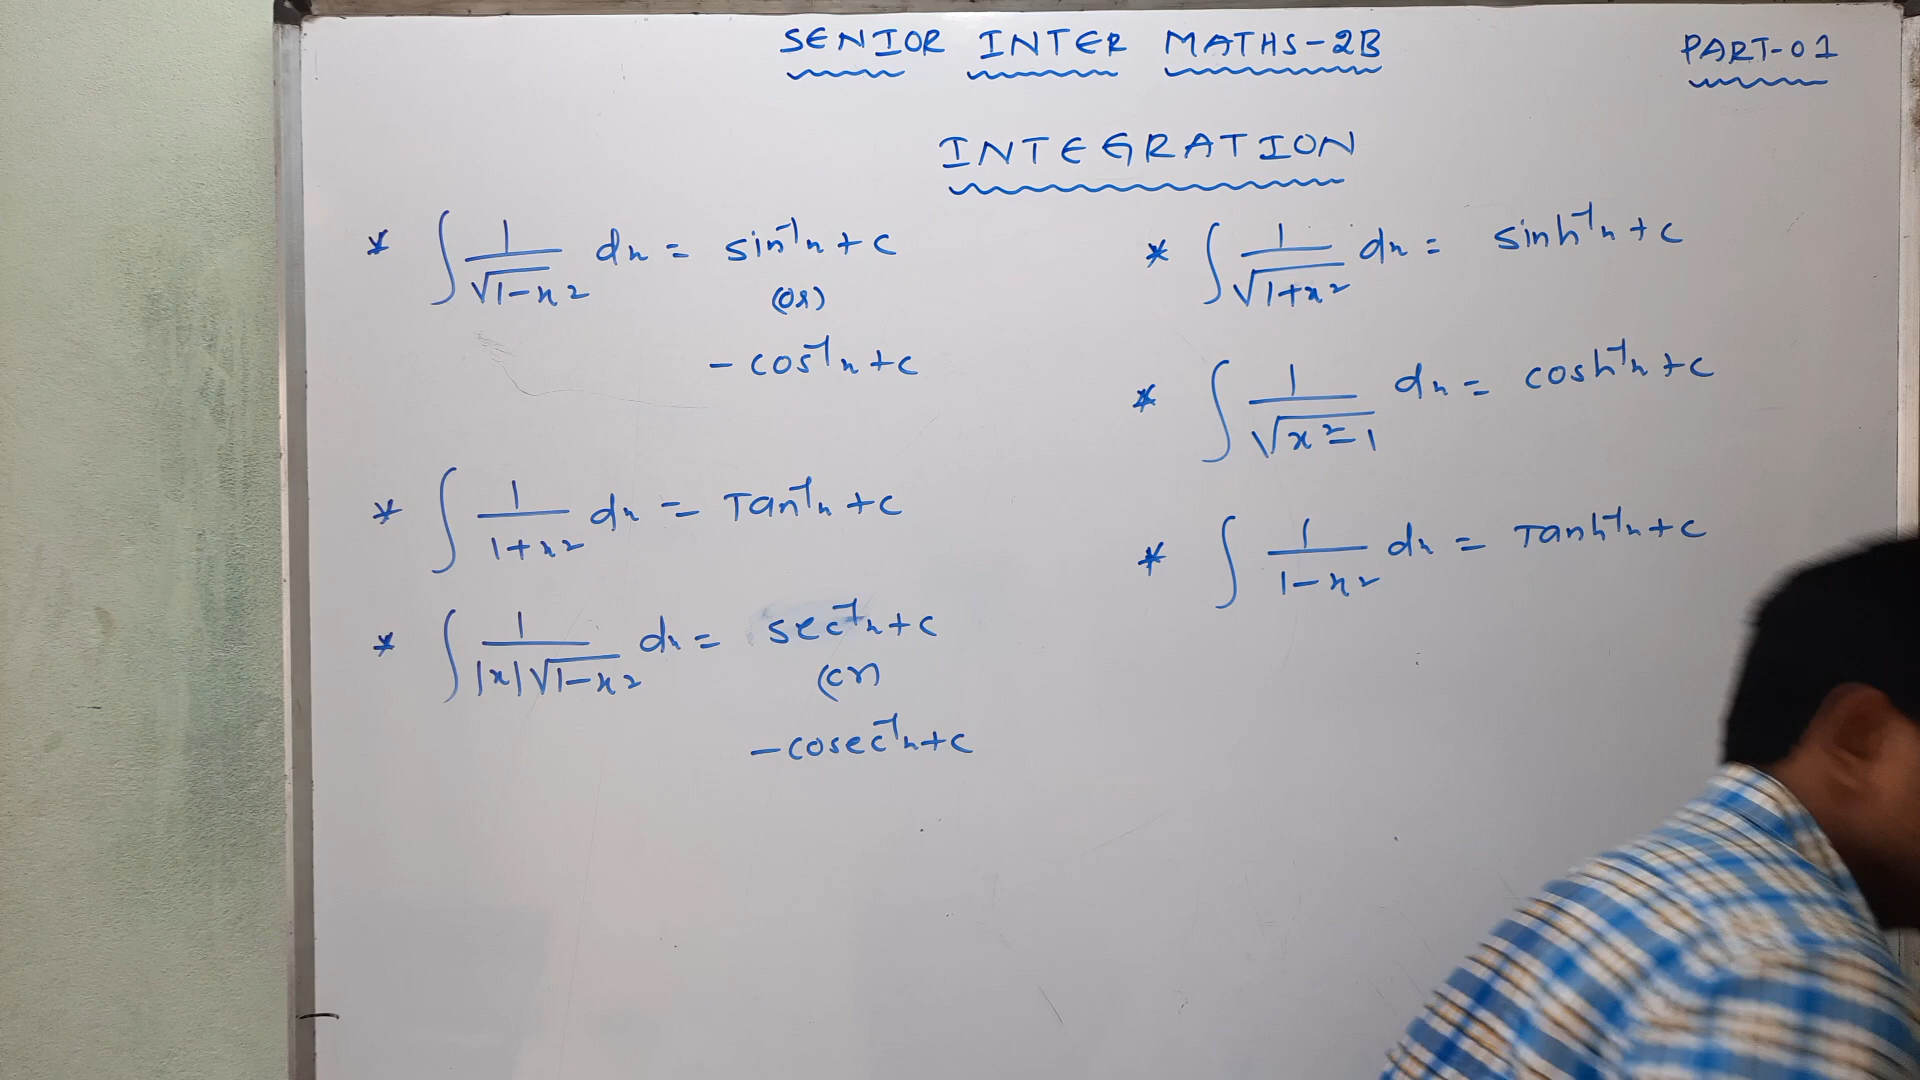 SENIOR INTER MATHS-2B
PART-01
INTEGRATION
* ∫ 1/√1-x² dx = sin⁻¹x + c
(or)
- cos⁻¹x + c
* ∫ 1/1+x² dx = Tan⁻¹x + c
* ∫ 1/|x|√1-x² dx = sec⁻¹x + c
(or)
- cosec⁻¹x + c
* ∫ 1/√1+x² dx = sinh⁻¹x + c
* ∫ 1/√x²-1 dx = cosh⁻¹x + c
* ∫ 1/1-x² dx = Tanh⁻¹x + c